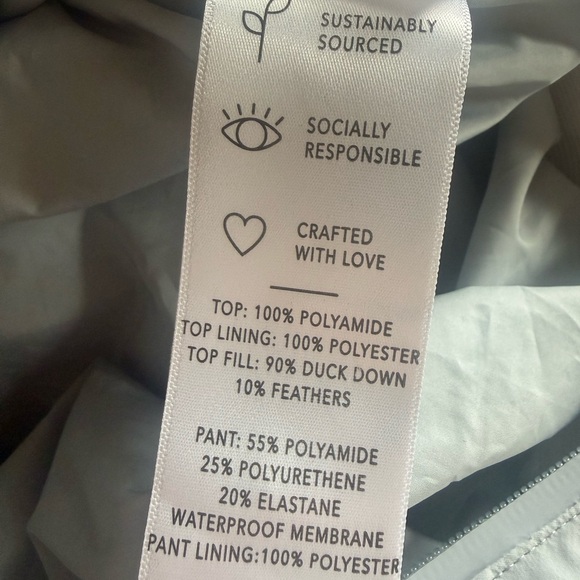 SUSTAINABLY
SOURCED
SOCIALLY
RESPONSIBLE
CRAFTED
WITH LOVE
TOP: 100% POLYAMIDE
TOP LINING: 100% POLYESTER
TOP FILL: 90% DUCK DOWN
10% FEATHERS
PANT: 55% POLYAMIDE
25% POLYURETHENE
20% ELASTANE
WATERPROOF MEMBRANE
PANT LINING:100% POLYESTER